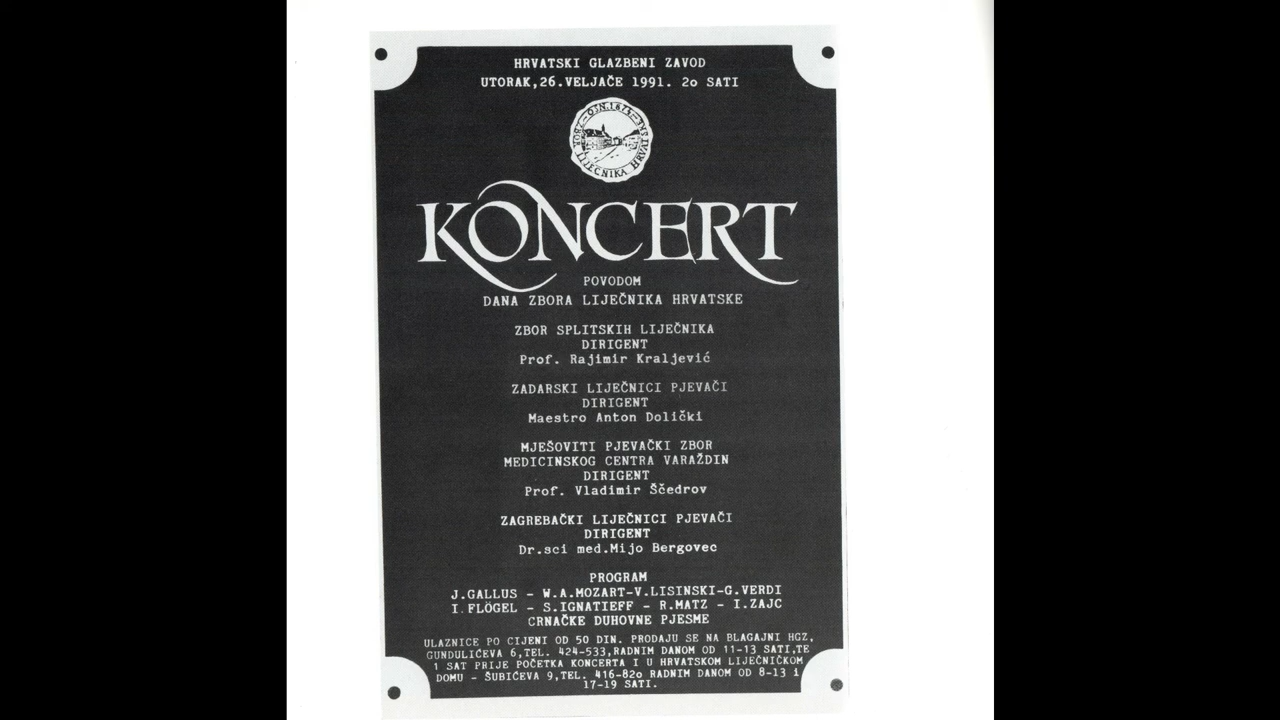 HRVATSKI GLAZBENI ZAVOD
UTORAK,26.VELJAČE 1991. 2o SATI
ZBOR LIJEČNIKA HRVATSKE - O.N.1874 -
KONCERT
POVODOM
DANA ZBORA LIJEČNIKA HRVATSKE
ZBOR SPLITSKIH LIJEČNIKA
DIRIGENT
Prof. Rajimir Kraljević
ZADARSKI LIJEČNICI PJEVAČI
DIRIGENT
Maestro Anton Dolički
MJEŠOVITI PJEVAČKI ZBOR
MEDICINSKOG CENTRA VARAŽDIN
DIRIGENT
Prof. Vladimir Ščedrov
ZAGREBAČKI LIJEČNICI PJEVAČI
DIRIGENT
Dr.sci med.Mijo Bergovec
PROGRAM
J.GALLUS - W.A.MOZART-V.LISINSKI-G.VERDI
I.FLÖGEL - S.IGNATIEFF - R.MATZ - I.ZAJC
CRNAČKE DUHOVNE PJESME
ULAZNICE PO CIJENI OD 50 DIN. PRODAJU SE NA BLAGAJNI HGZ,
GUNDULIĆEVA 6,TEL. 424-533,RADNIM DANOM OD 11-13 SATI,TE
1 SAT PRIJE POČETKA KONCERTA I U HRVATSKOM LIJEČNIČKOM
DOMU - ŠUBIĆEVA 9,TEL. 416-82o RADNIM DANOM OD 8-13 i
17-19 SATI.